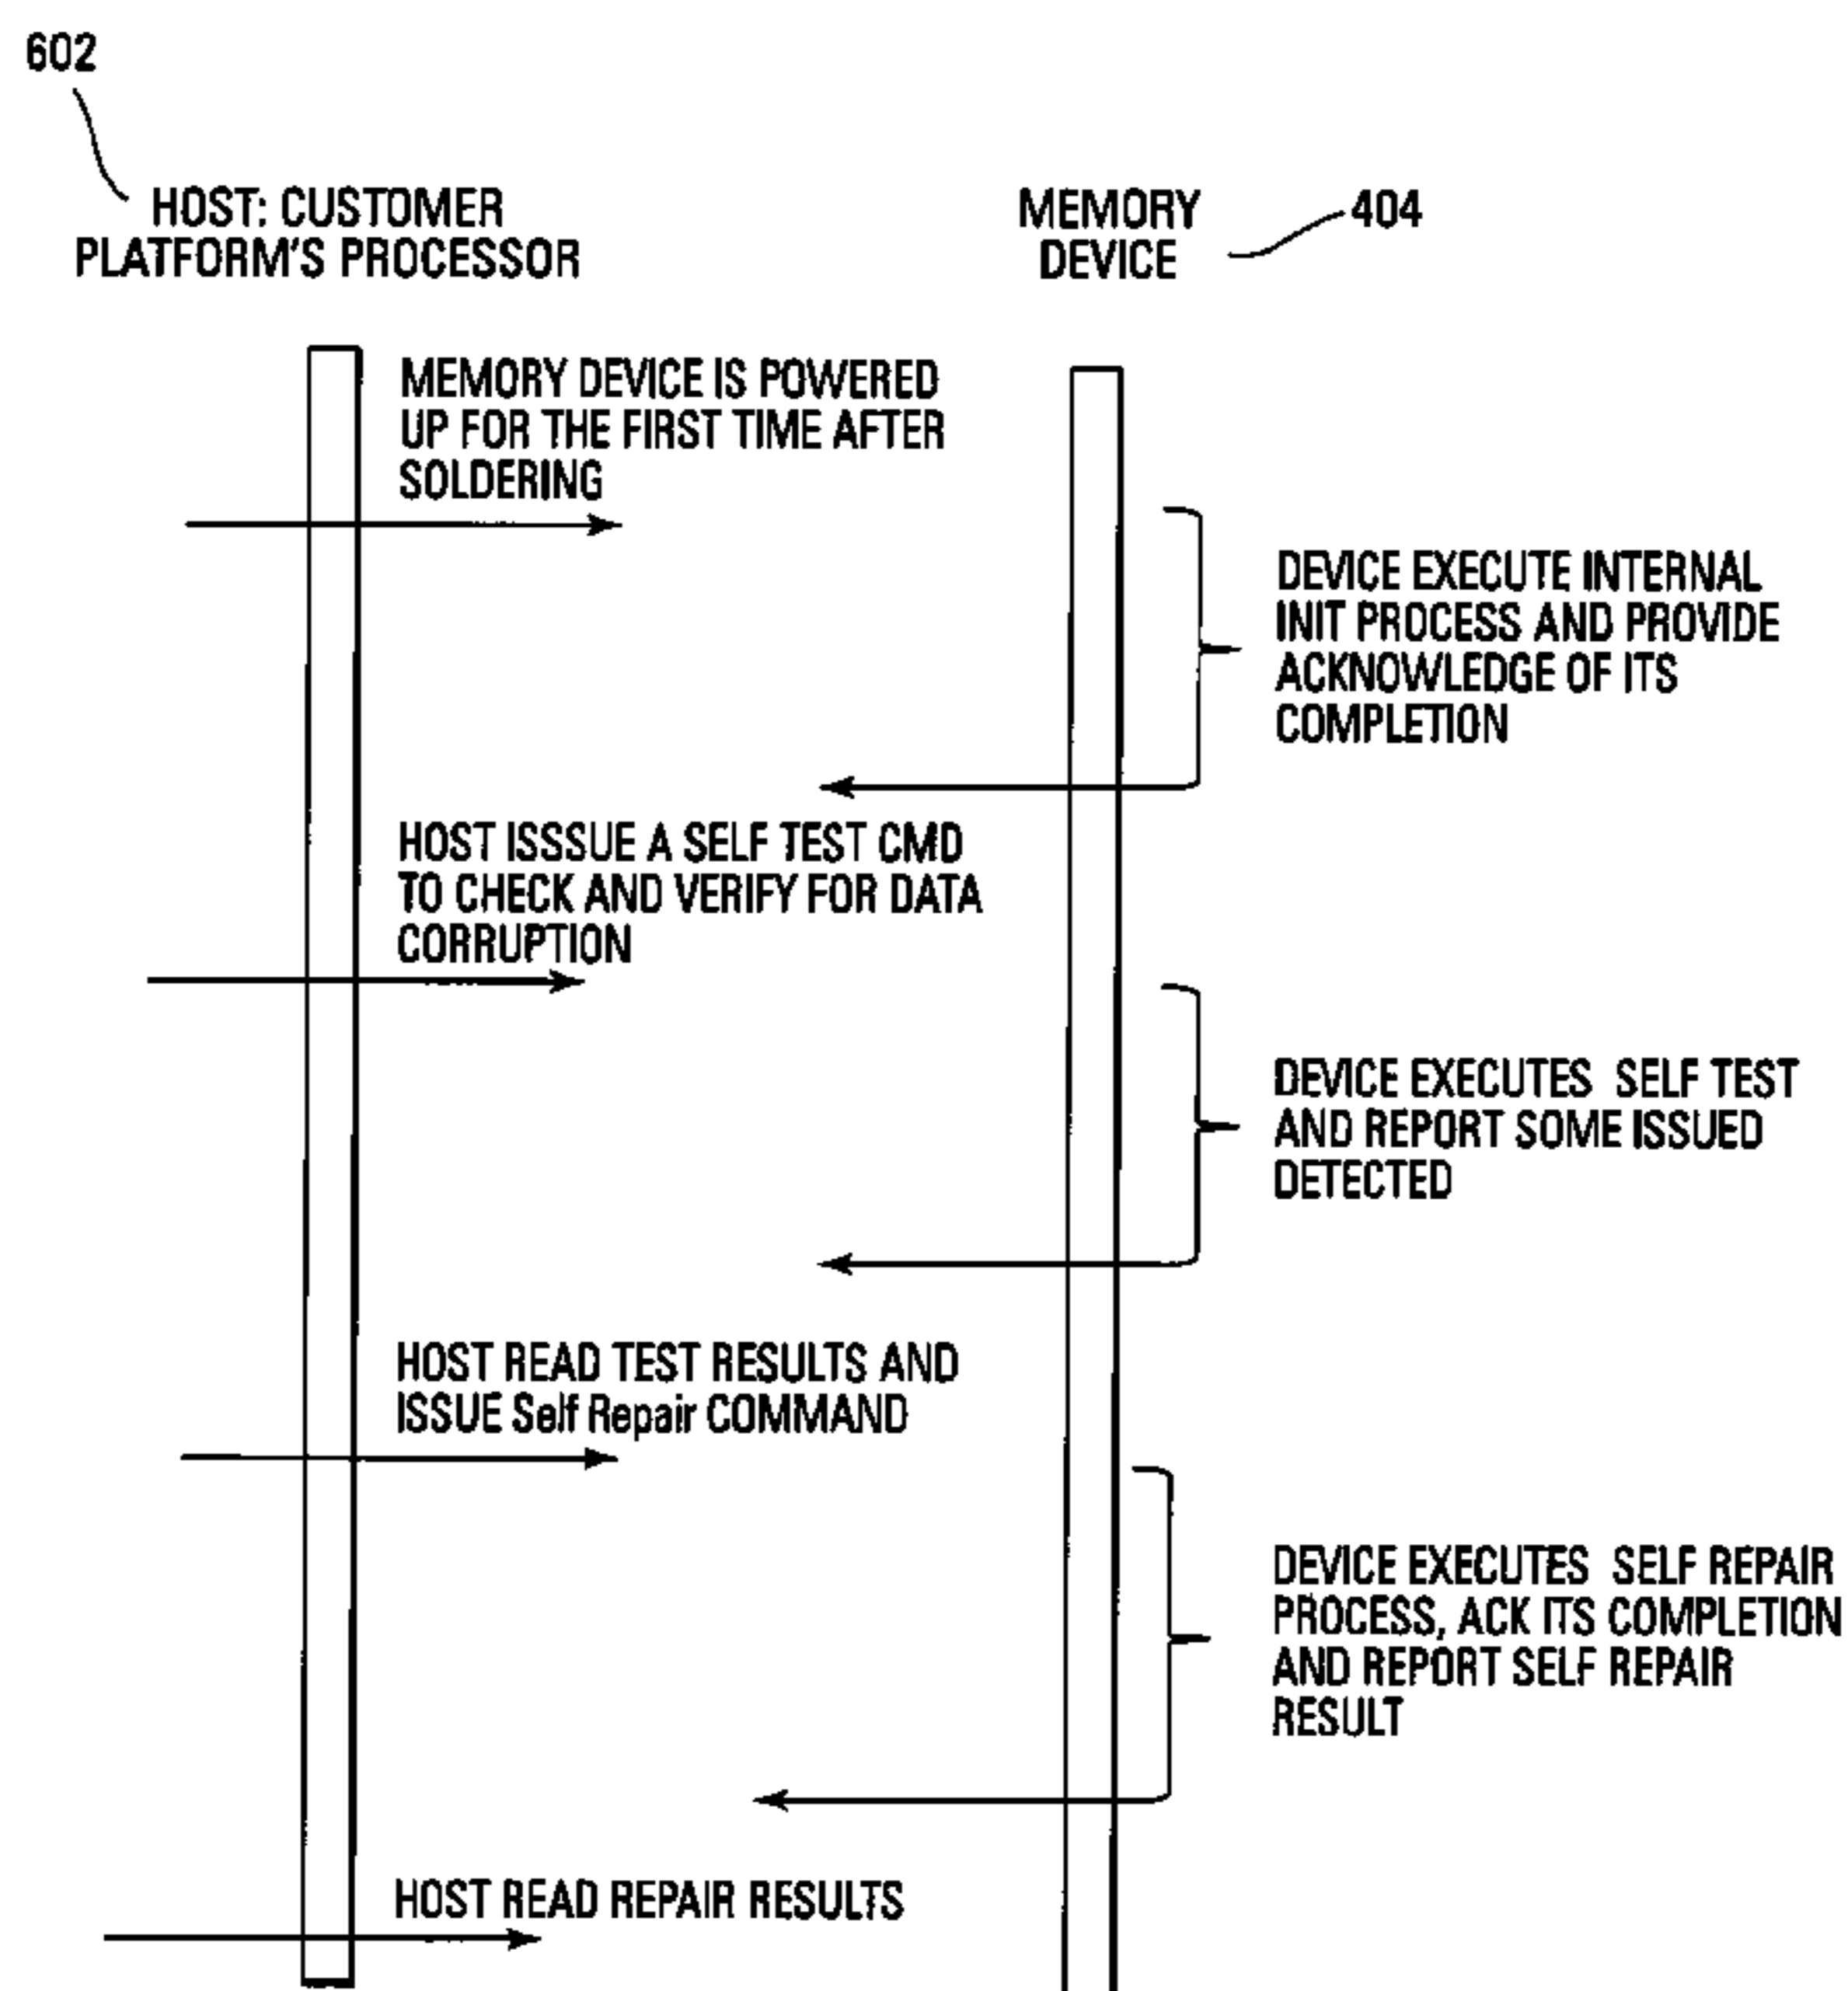 602
HOST: CUSTOMER
PLATFORM'S PROCESSOR
MEMORY
DEVICE
404
MEMORY DEVICE IS POWERED
UP FOR THE FIRST TIME AFTER
SOLDERING
DEVICE EXECUTE INTERNAL
INIT PROCESS AND PROVIDE
ACKNOWLEDGE OF ITS
COMPLETION
HOST ISSSUE A SELF TEST CMD
TO CHECK AND VERIFY FOR DATA
CORRUPTION
DEVICE EXECUTES SELF TEST
AND REPORT SOME ISSUED
DETECTED
HOST READ TEST RESULTS AND
ISSUE Self Repair COMMAND
DEVICE EXECUTES SELF REPAIR
PROCESS, ACK ITS COMPLETION
AND REPORT SELF REPAIR
RESULT
HOST READ REPAIR RESULTS